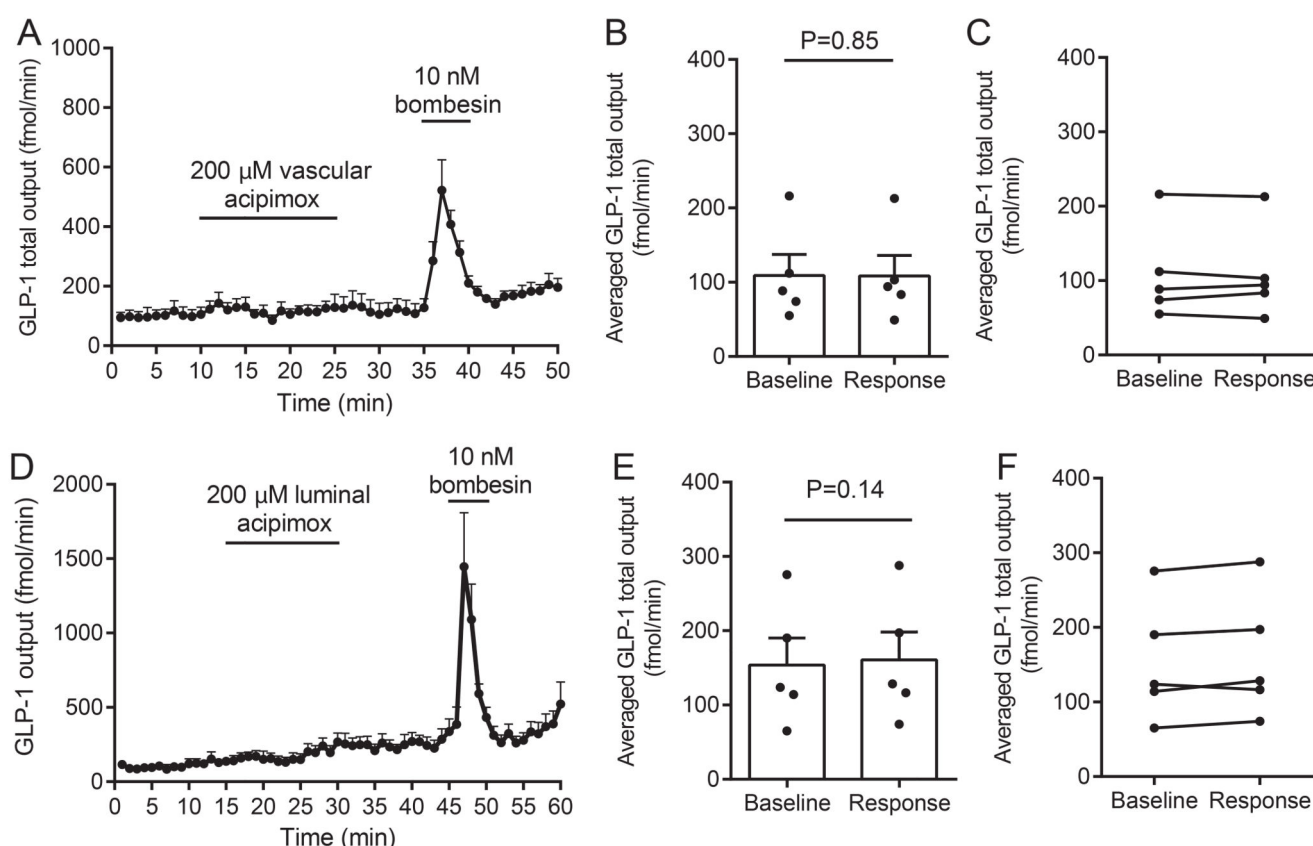 A
GLP-1 total output (fmol/min)
1000
800
600
400
200
0
200 µM vascular
acipimox
10 nM
bombesin
0 5 10 15 20 25 30 35 40 45 50
Time (min)
B
Averaged GLP-1 total output
(fmol/min)
400
300
200
100
0
P=0.85
Baseline Response
C
Averaged GLP-1 total output
(fmol/min)
400
300
200
100
0
Baseline Response
D
GLP-1 output (fmol/min)
2000
1500
1000
500
0
200 µM luminal
acipimox
10 nM
bombesin
0 5 10 15 20 25 30 35 40 45 50 55 60
Time (min)
E
Averaged GLP-1 total output
(fmol/min)
400
300
200
100
0
P=0.14
Baseline Response
F
Averaged GLP-1 total output
(fmol/min)
400
300
200
100
0
Baseline Response